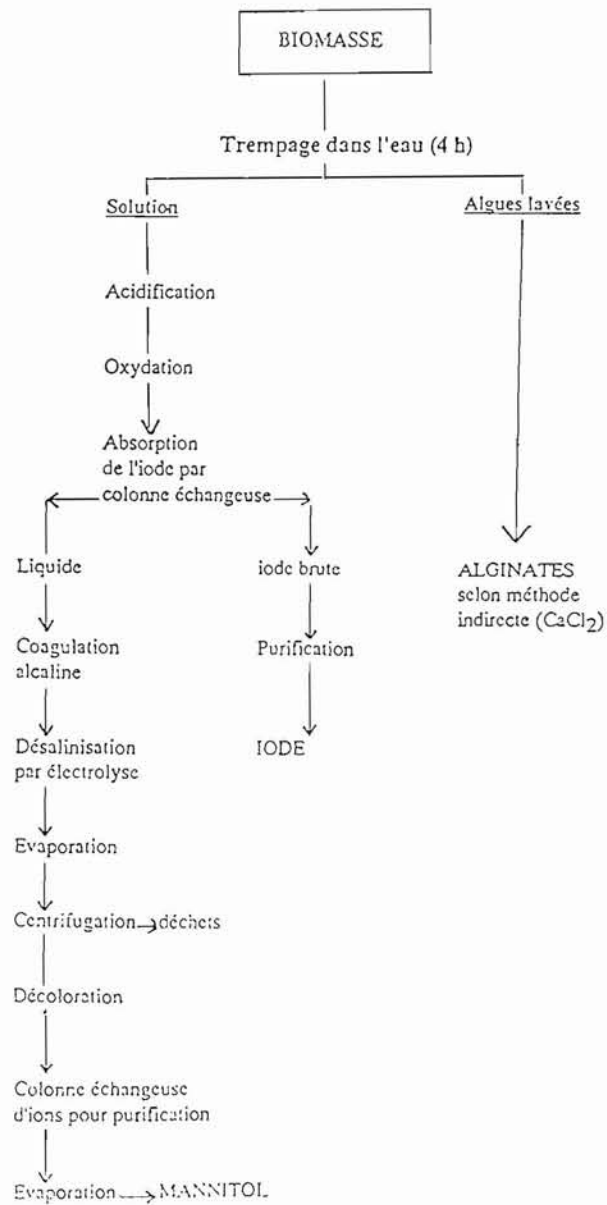 BIOMASSE
Trempage dans l'eau (4 h)
Solution
Algues lavées
Acidification
Oxydation
Absorption
de l'iode par
colonne échangeuse
Liquide
iode brute
ALGINATES
selon méthode
indirecte (CaCl2)
Coagulation
alcaline
Purification
Désalinisation
par électrolyse
IODE
Evaporation
Centrifugation déchets
Décoloration
Colonne échangeuse
d'ions pour purification
Evaporation MANNITOL